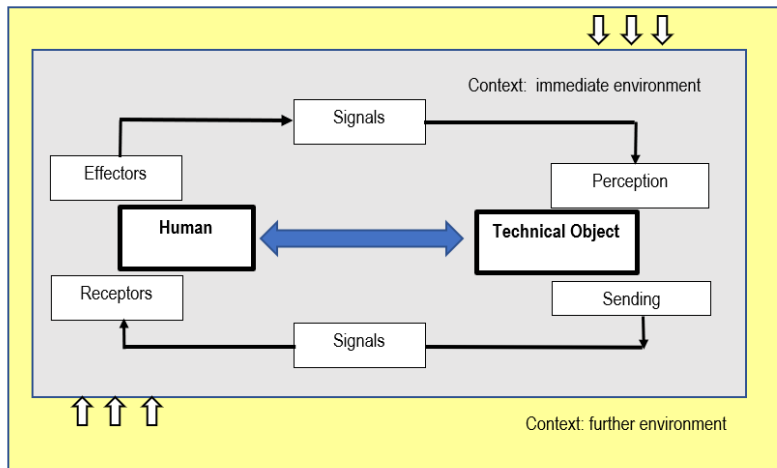 Context: immediate environment
Signals
Effectors
Perception
Human
Technical Object
Receptors
Sending
Signals
Context: further environment